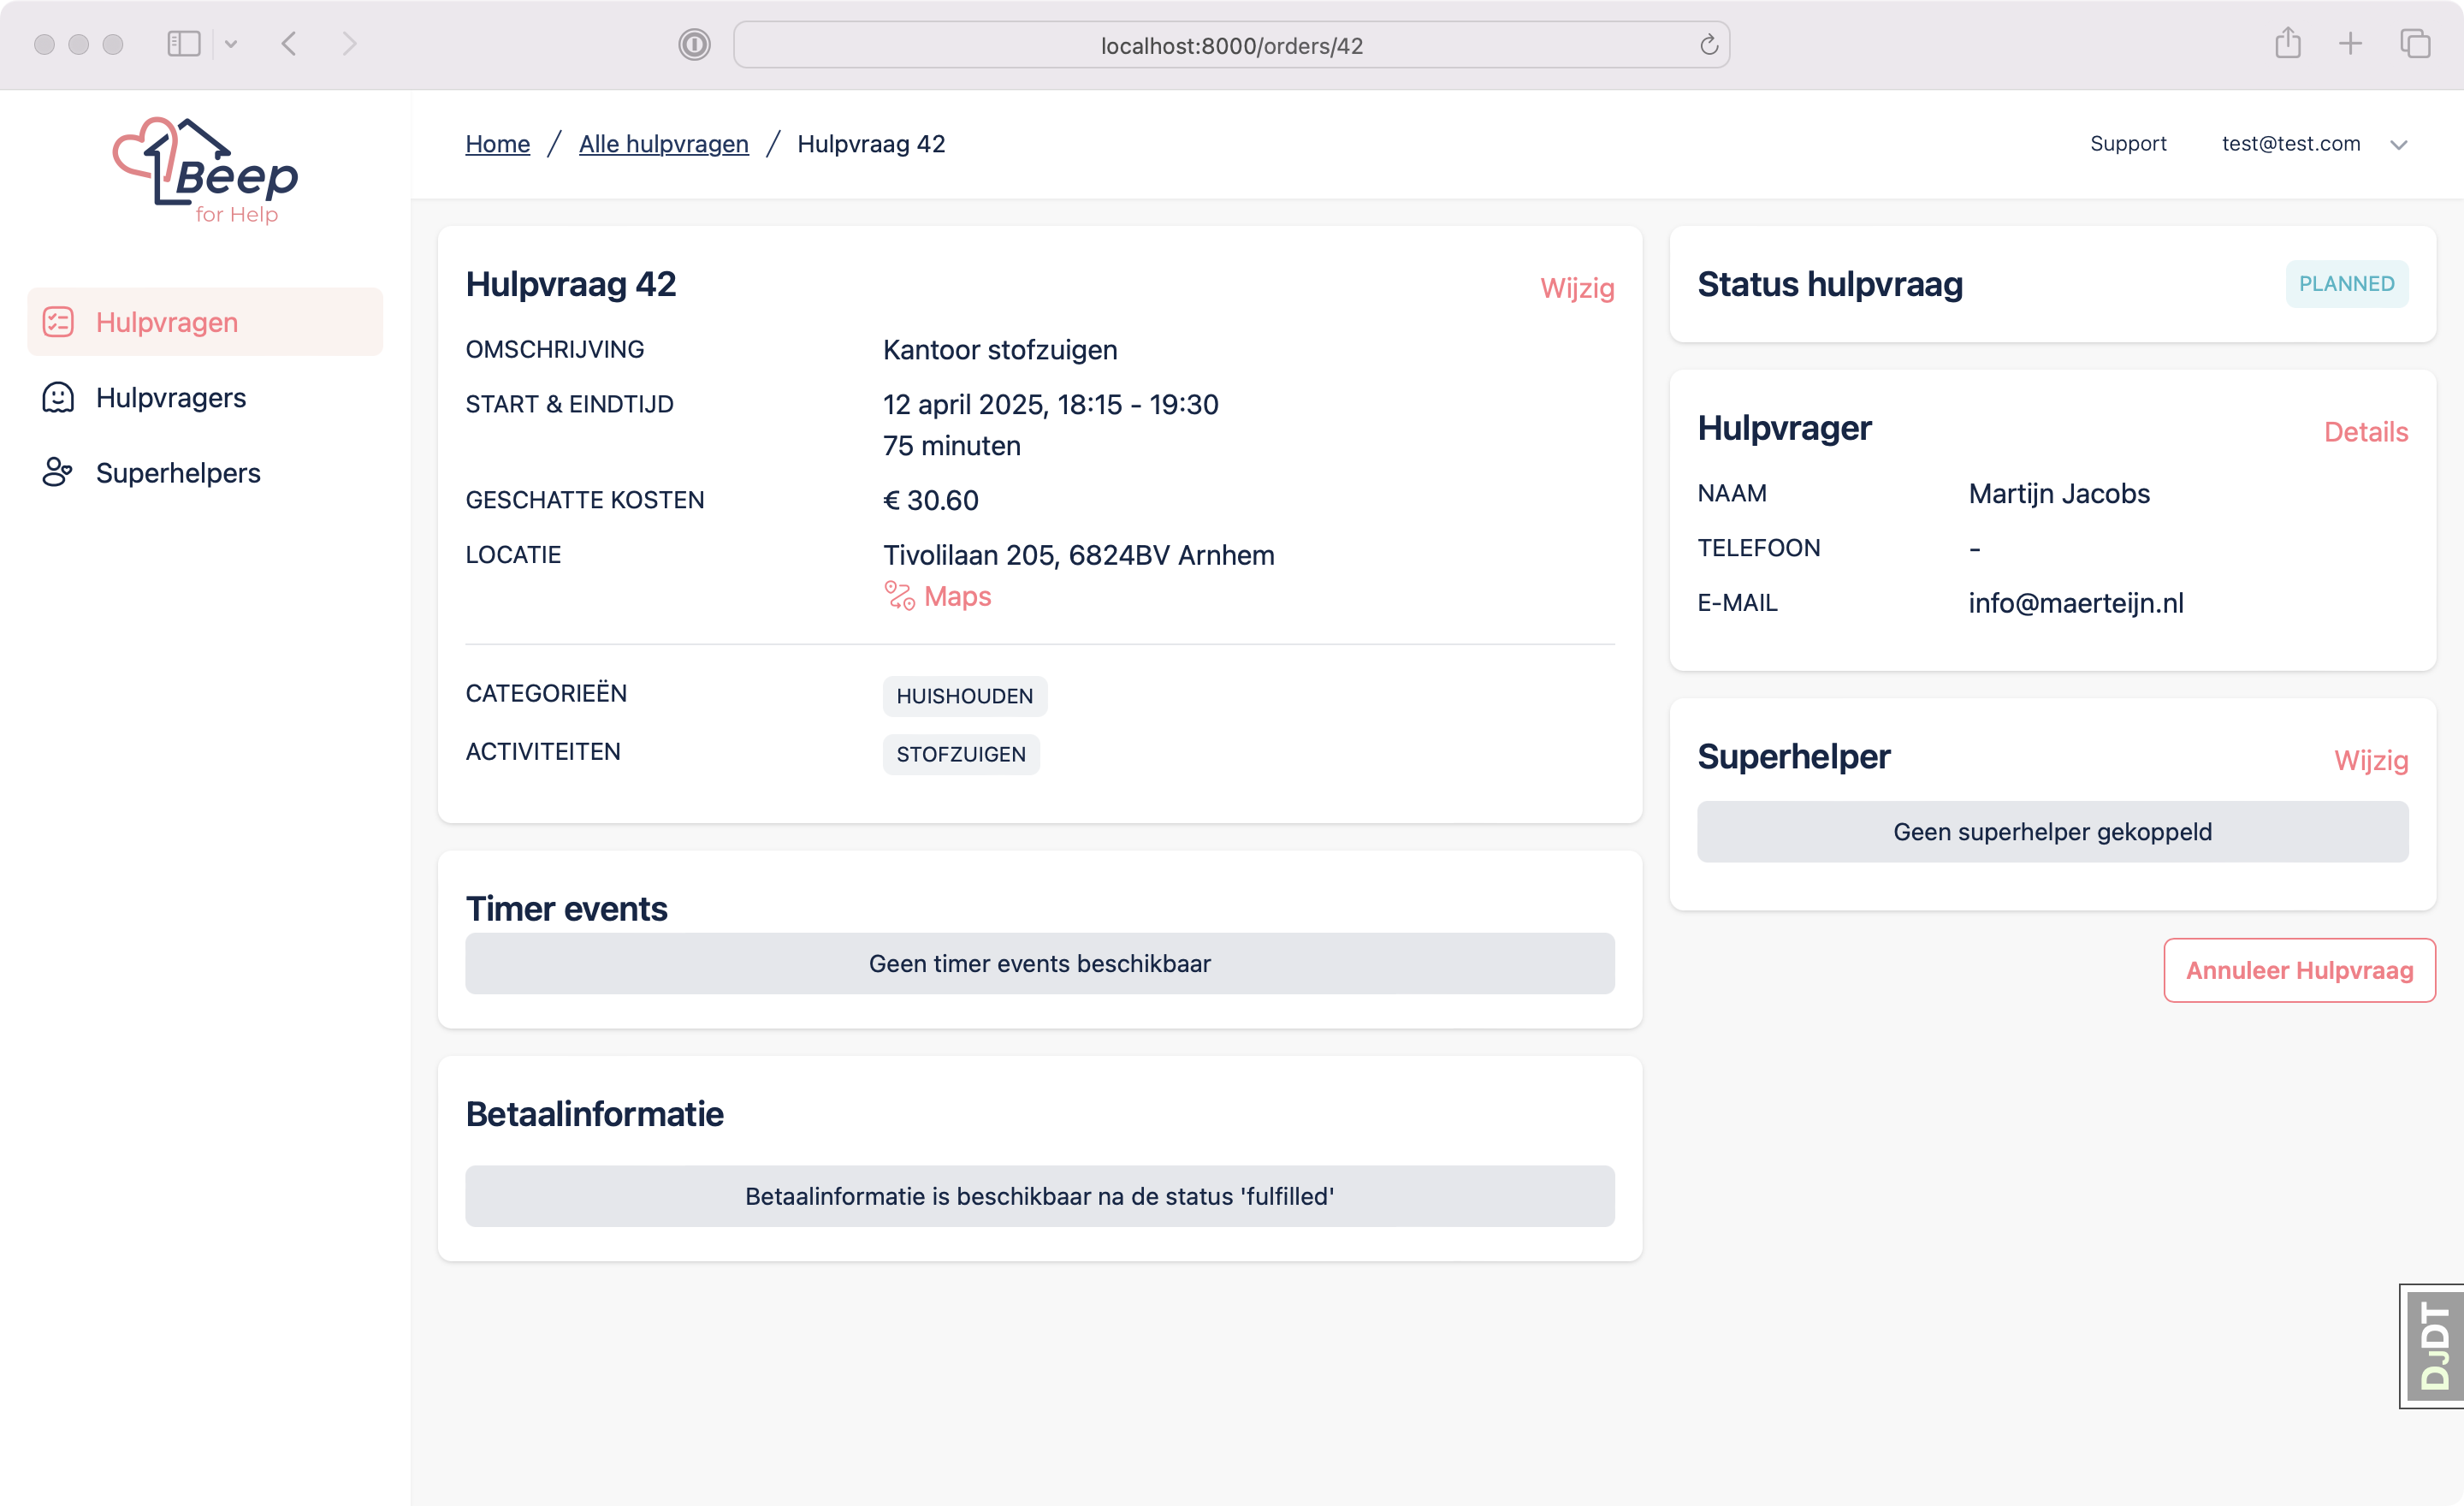 localhost:8000/orders/42
Beep
for Help
Hulpvragen
Hulpvragers
Superhelpers
Home / Alle hulpvragen / Hulpvraag 42
Support
test@test.com
Hulpvraag 42
Wijzig
OMSCHRIJVING
Kantoor stofzuigen
START & EINDTIJD
12 april 2025, 18:15 - 19:30
75 minuten
GESCHATTE KOSTEN
€ 30.60
LOCATIE
Tivolilaan 205, 6824BV Arnhem
Maps
CATEGORIEËN
HUISHOUDEN
ACTIVITEITEN
STOFZUIGEN
Timer events
Geen timer events beschikbaar
Betaalinformatie
Betaalinformatie is beschikbaar na de status 'fulfilled'
Status hulpvraag
PLANNED
Hulpvrager
Details
NAAM
Martijn Jacobs
TELEFOON
-
E-MAIL
info@maerteijn.nl
Superhelper
Wijzig
Geen superhelper gekoppeld
Annuleer Hulpvraag
DJDT